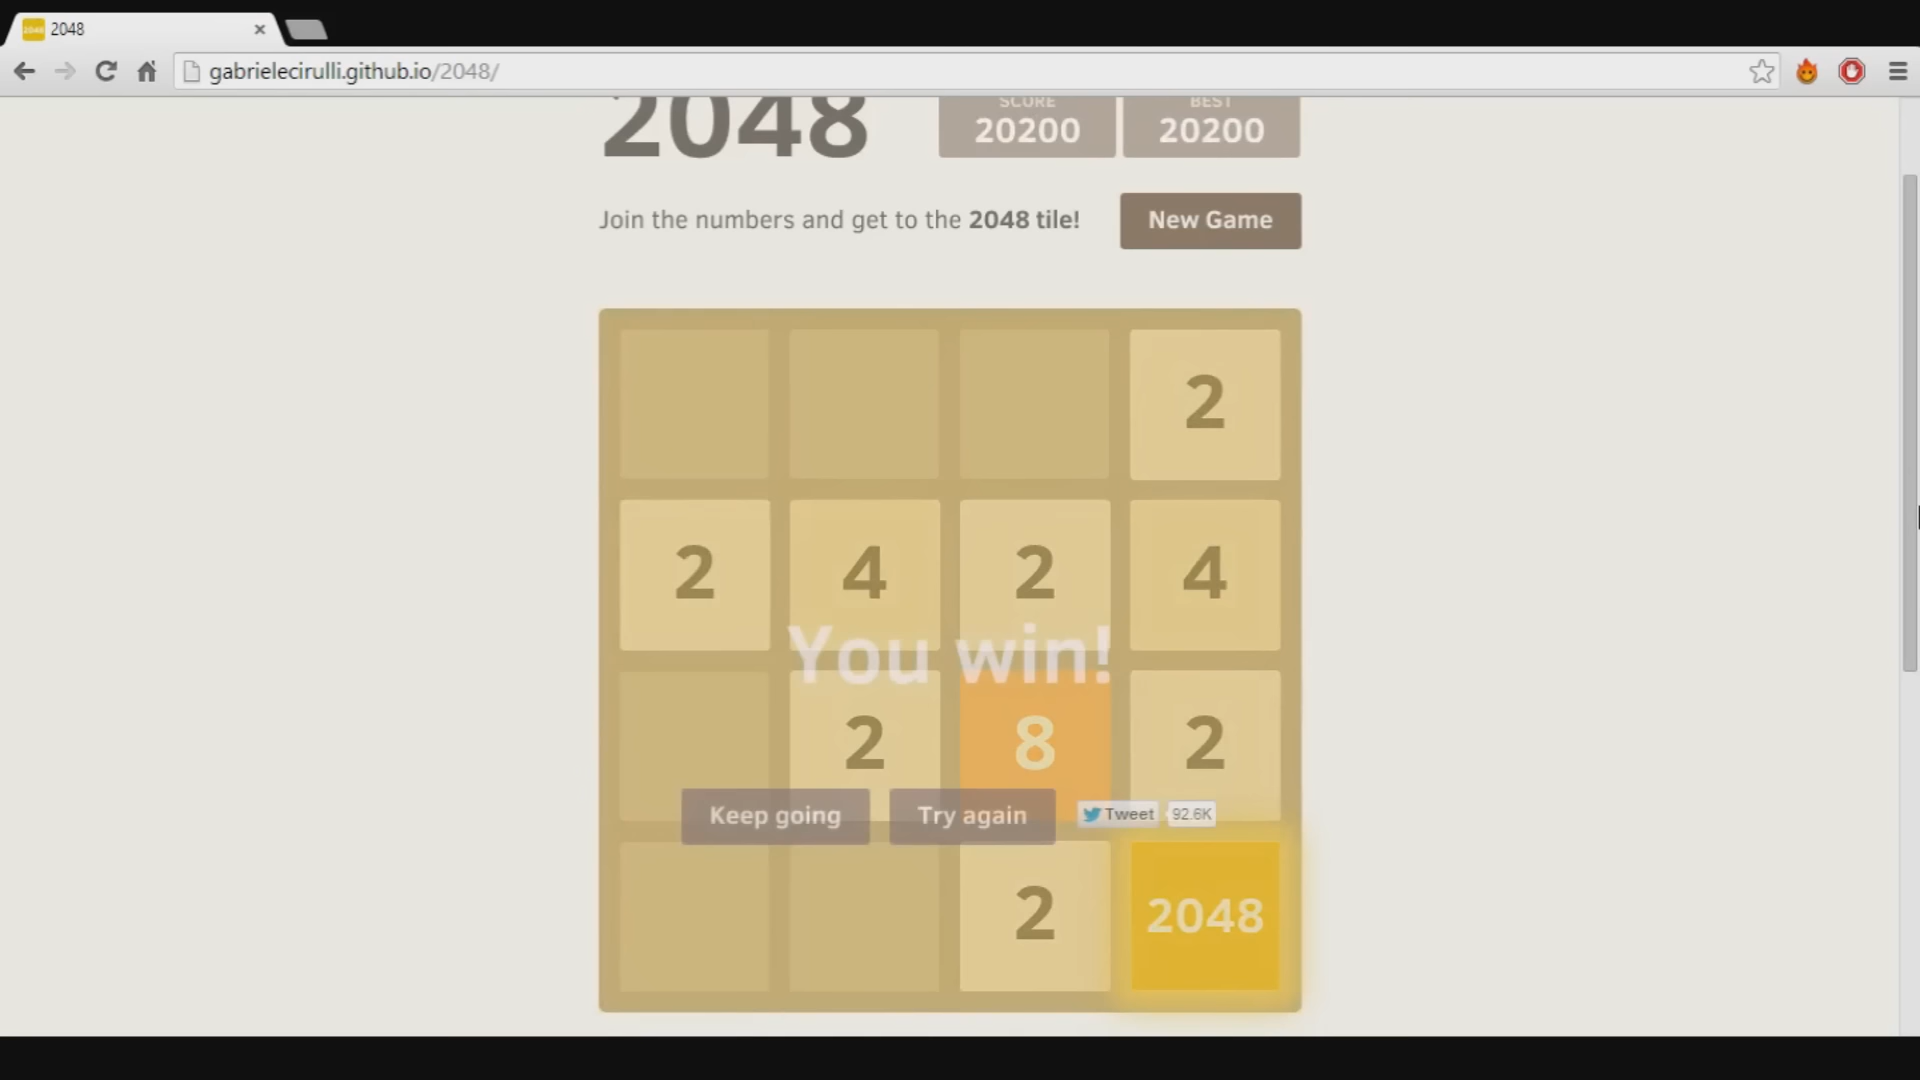 2048
gabrielecirulli.github.io/2048/
2048
SCORE
20200
BEST
20200
Join the numbers and get to the 2048 tile!
New Game
2
2 4 2 4
You win!
2 8 2
Keep going
Try again
Tweet
92.6K
2 2048